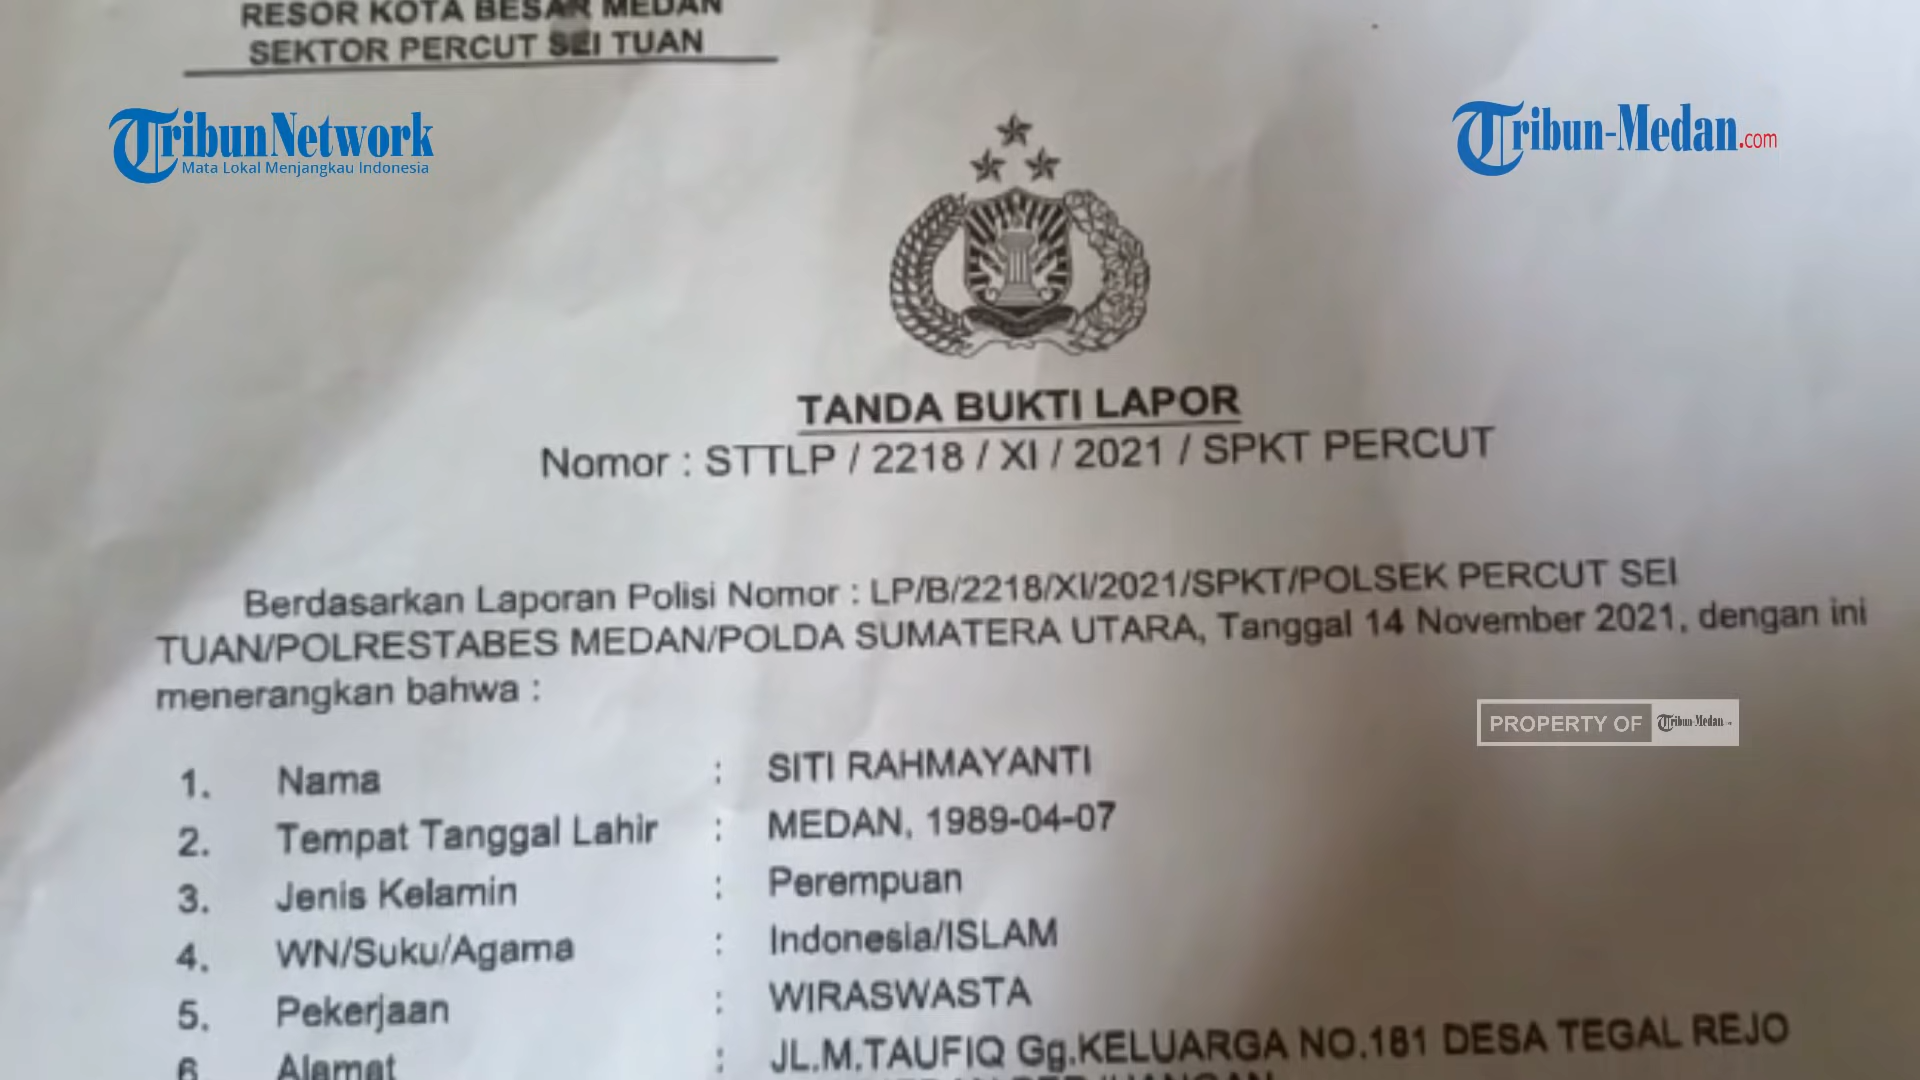 RESOR KOTA BESAR MEDAN
SEKTOR PERCUT SEI TUAN
TribunNetwork
Mata Lokal Menjangkau Indonesia
Tribun-Medan.com
TANDA BUKTI LAPOR
Nomor : STTLP / 2218 / XI / 2021 / SPKT PERCUT
Berdasarkan Laporan Polisi Nomor : LP/B/2218/XI/2021/SPKT/POLSEK PERCUT SEI
TUAN/POLRESTABES MEDAN/POLDA SUMATERA UTARA, Tanggal 14 November 2021, dengan ini
menerangkan bahwa :
PROPERTY OF Tribun-Medan
1. Nama : SITI RAHMAYANTI
2. Tempat Tanggal Lahir : MEDAN, 1989-04-07
3. Jenis Kelamin : Perempuan
4. WN/Suku/Agama : Indonesia/ISLAM
5. Pekerjaan : WIRASWASTA
6 Alamat : JL.M.TAUFIQ Gg.KELUARGA NO.181 DESA TEGAL REJO